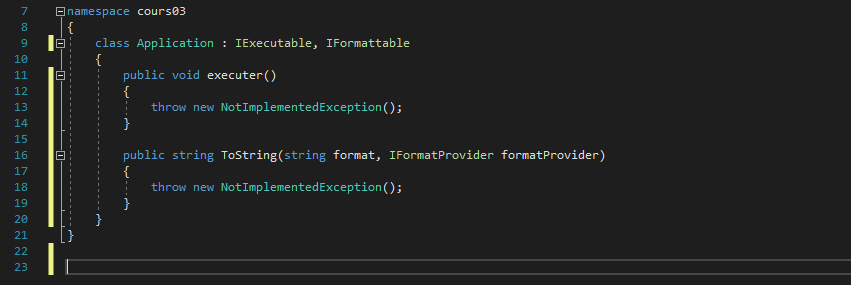 7 namespace cours03
8 {
9 class Application : IExecutable, IFormattable
10 {
11 public void executer()
12 {
13 throw new NotImplementedException();
14 }
15
16 public string ToString(string format, IFormatProvider formatProvider)
17 {
18 throw new NotImplementedException();
19 }
20 }
21 }
22
23